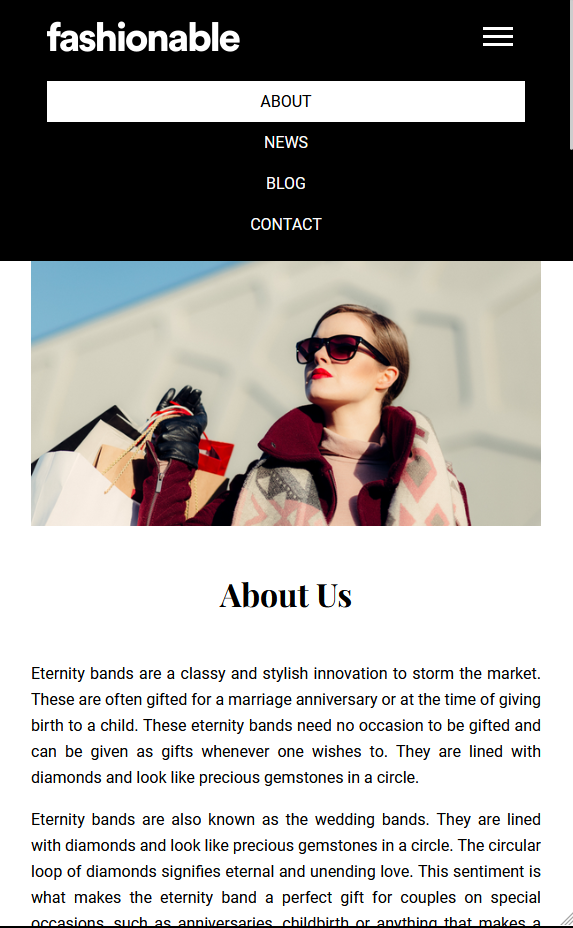 fashionable
ABOUT
NEWS
BLOG
CONTACT
About Us
Eternity bands are a classy and stylish innovation to storm the market.
These are often gifted for a marriage anniversary or at the time of giving
birth to a child. These eternity bands need no occasion to be gifted and
can be given as gifts whenever one wishes to. They are lined with
diamonds and look like precious gemstones in a circle.
Eternity bands are also known as the wedding bands. They are lined
with diamonds and look like precious gemstones in a circle. The circular
loop of diamonds signifies eternal and unending love. This sentiment is
what makes the eternity band a perfect gift for couples on special
occasions, such as anniversaries, childbirth or anything that makes a